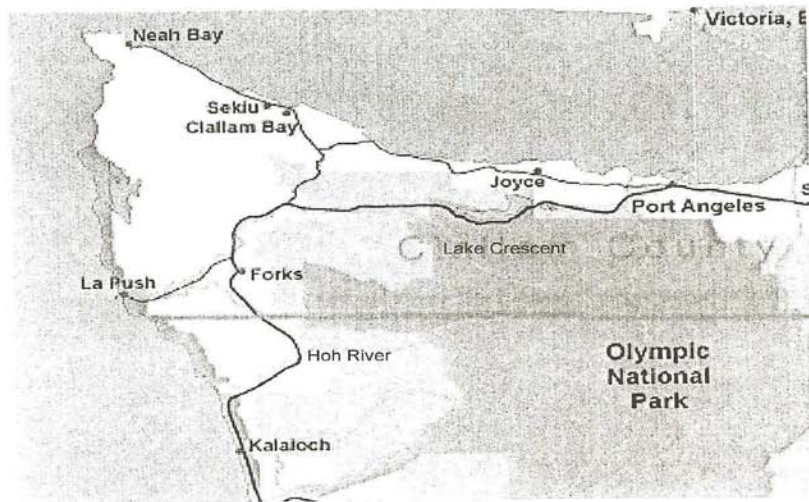 Neah Bay
Victoria, B
Sekiu
Clallam Bay
Joyce
S
Port Angeles
C County
Lake Crescent
La Push
Forks
Hoh River
Olympic
National
Park
Kalaloch